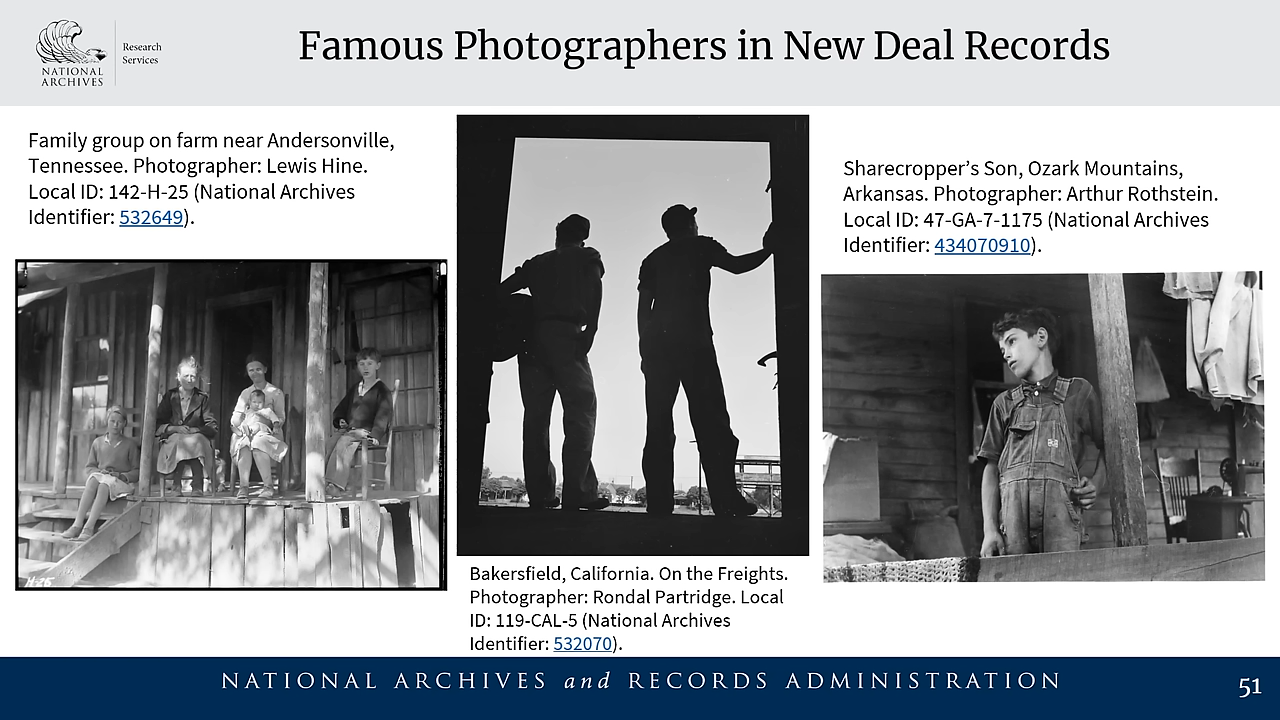 NATIONAL
ARCHIVES
Research
Services
Famous Photographers in New Deal Records
Family group on farm near Andersonville,
Tennessee. Photographer: Lewis Hine.
Local ID: 142-H-25 (National Archives
Identifier: 532649).
H-25
Bakersfield, California. On the Freights.
Photographer: Rondal Partridge. Local
ID: 119-CAL-5 (National Archives
Identifier: 532070).
Sharecropper’s Son, Ozark Mountains,
Arkansas. Photographer: Arthur Rothstein.
Local ID: 47-GA-7-1175 (National Archives
Identifier: 434070910).
NATIONAL ARCHIVES and RECORDS ADMINISTRATION
51